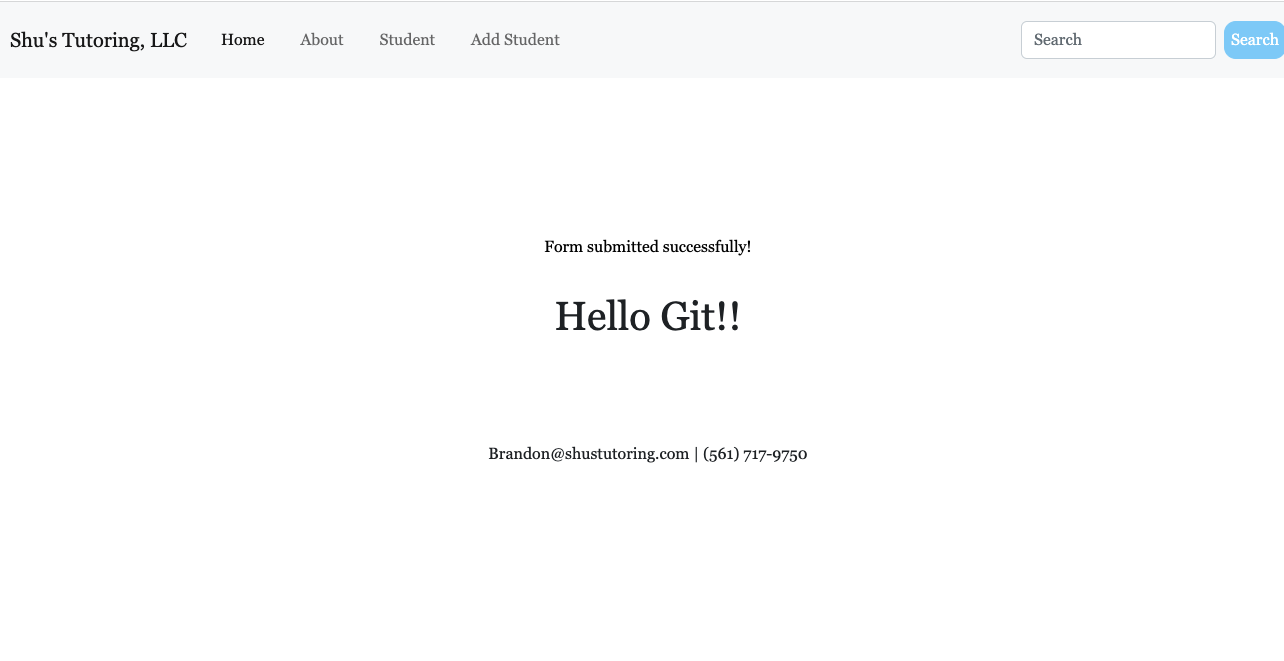 Shu's Tutoring, LLC Home About Student Add Student Search Search
Form submitted successfully!
Hello Git!!
Brandon@shustutoring.com | (561) 717-9750